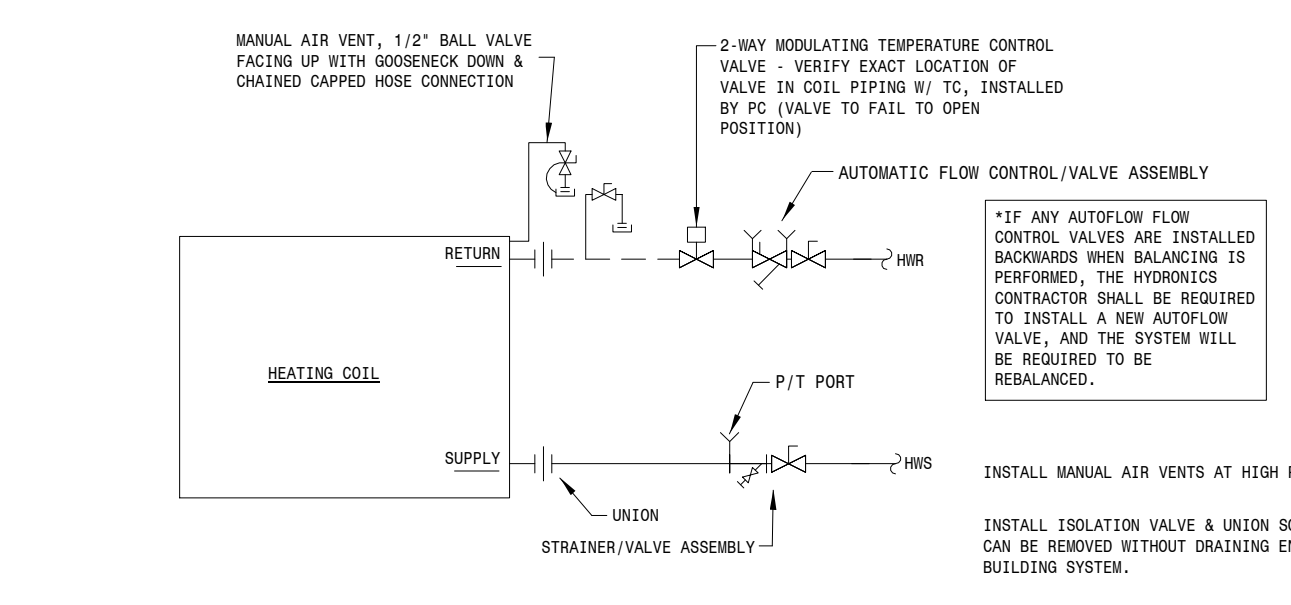 MANUAL AIR VENT, 1/2" BALL VALVE
FACING UP WITH GOOSENECK DOWN &
CHAINED CAPPED HOSE CONNECTION
2-WAY MODULATING TEMPERATURE CONTROL
VALVE - VERIFY EXACT LOCATION OF
VALVE IN COIL PIPING W/ TC, INSTALLED
BY PC (VALVE TO FAIL TO OPEN
POSITION)
AUTOMATIC FLOW CONTROL/VALVE ASSEMBLY
*IF ANY AUTOFLOW FLOW
CONTROL VALVES ARE INSTALLED
BACKWARDS WHEN BALANCING IS
PERFORMED, THE HYDRONICS
CONTRACTOR SHALL BE REQUIRED
TO INSTALL A NEW AUTOFLOW
VALVE, AND THE SYSTEM WILL
BE REQUIRED TO BE
REBALANCED.
RETURN
HWR
HEATING COIL
P/T PORT
SUPPLY
HWS
UNION
STRAINER/VALVE ASSEMBLY
INSTALL MANUAL AIR VENTS AT HIGH
INSTALL ISOLATION VALVE & UNION
CAN BE REMOVED WITHOUT DRAINING
BUILDING SYSTEM.